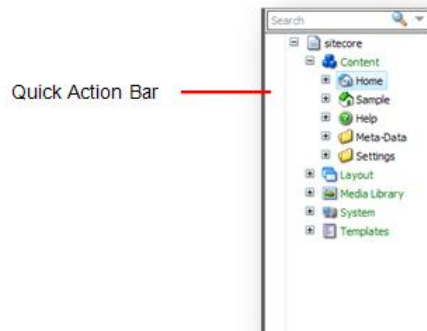 Search
sitecore
Content
Home
Quick Action Bar
Sample
Help
Meta-Data
Settings
Layout
Media Library
System
Templates